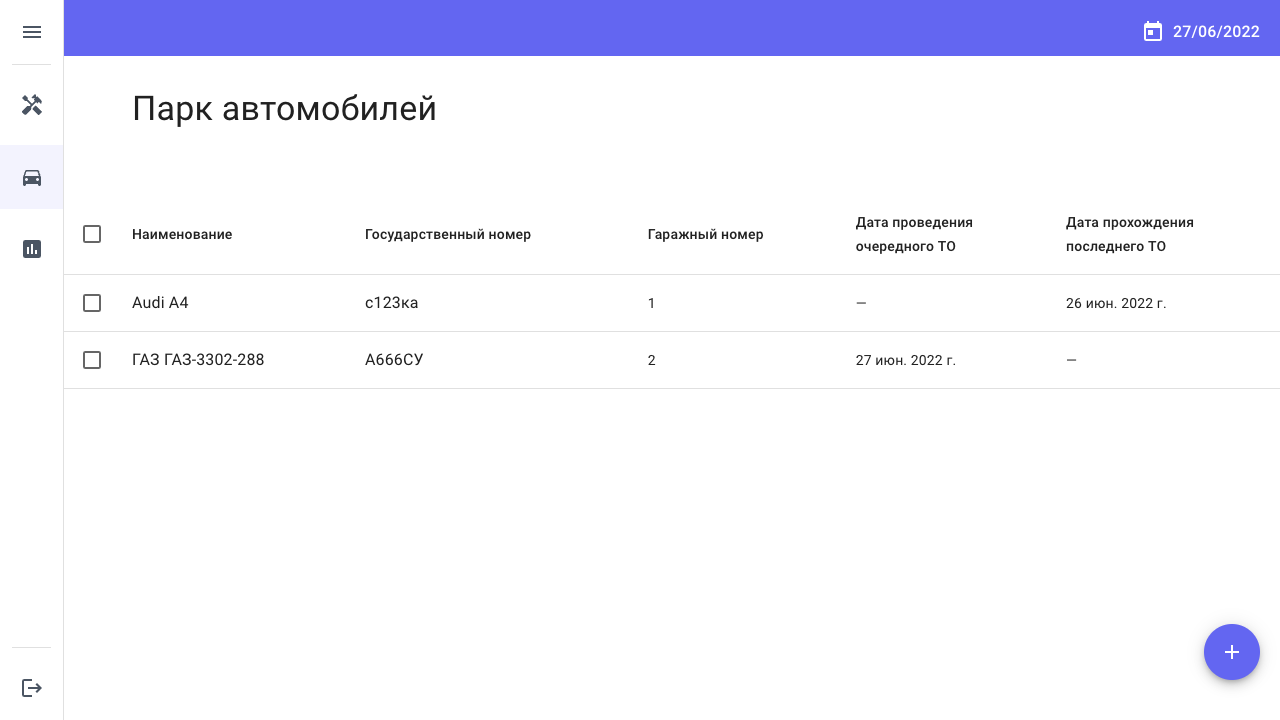 27/06/2022
Парк автомобилей
Наименование
Государственный номер
Гаражный номер
Дата проведения
очередного ТО
Дата прохождения
последнего ТО
Audi A4
с123ка
1
—
26 июн. 2022 г.
ГАЗ ГАЗ-3302-288
А666СУ
2
27 июн. 2022 г.
—